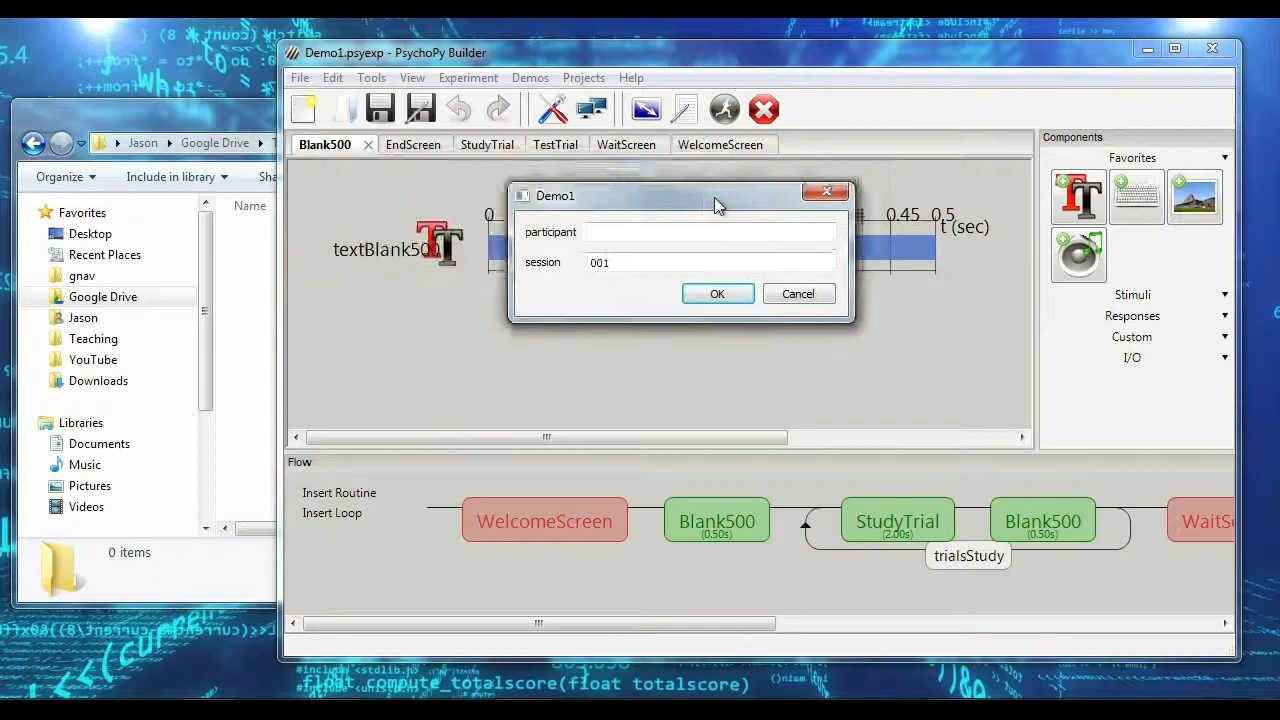 Demo1.psyexp - PsychoPy Builder
File Edit Tools View Experiment Demos Projects Help
Blank500 EndScreen StudyTrial TestTrial WaitScreen WelcomeScreen
Components
Favorites
Stimuli
Responses
Custom
I/O
textBlank500
0 0.45 0.5
t (sec)
Demo1
participant
session 001
OK Cancel
Flow
Insert Routine
Insert Loop
WelcomeScreen
Blank500
(0.50s)
StudyTrial
(2.00s)
Blank500
(0.50s)
trialsStudy
Jason Google Drive
Organize Include in library
Name
Favorites
Desktop
Recent Places
gnav
Google Drive
Jason
Teaching
YouTube
Downloads
Libraries
Documents
Music
Pictures
Videos
0 items
5.4
#include <stdlib.h>
float compute_totalscore(float totalscore)